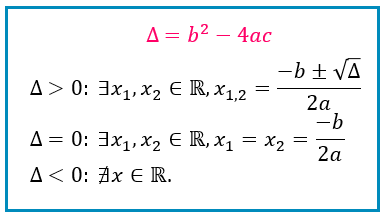 Δ = b² − 4ac
Δ > 0: ∃x₁, x₂ ∈ ℝ, x₁,₂ = (−b ± √Δ)/(2a)
Δ = 0: ∃x₁, x₂ ∈ ℝ, x₁ = x₂ = −b/(2a)
Δ < 0: ∄x ∈ ℝ.